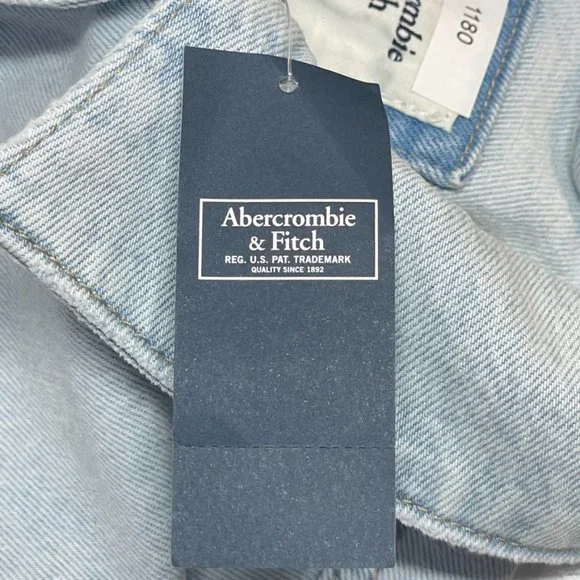 Abercrombie
& Fitch
REG. U.S. PAT. TRADEMARK
QUALITY SINCE 1892
1180